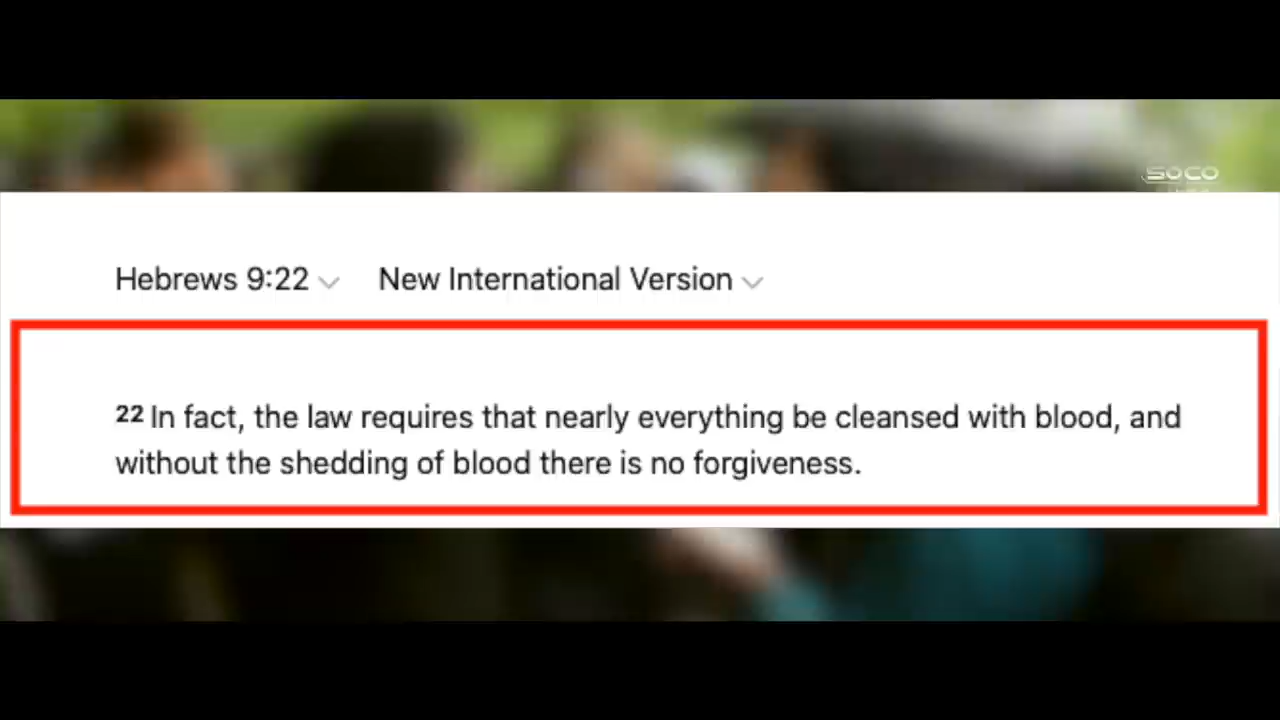 SOCO
Hebrews 9:22 New International Version
22 In fact, the law requires that nearly everything be cleansed with blood, and
without the shedding of blood there is no forgiveness.